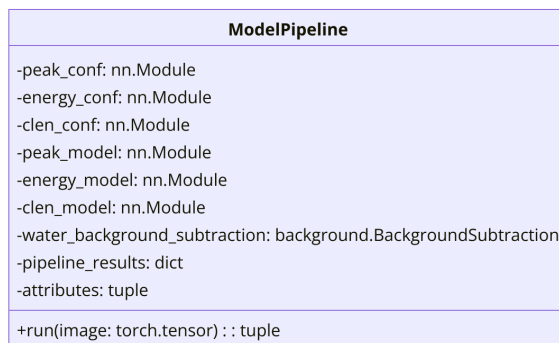 ModelPipeline
-peak_conf: nn.Module
-energy_conf: nn.Module
-clen_conf: nn.Module
-peak_model: nn.Module
-energy_model: nn.Module
-clen_model: nn.Module
-water_background_subtraction: background.BackgroundSubtraction
-pipeline_results: dict
-attributes: tuple
+run(image: torch.tensor) : : tuple